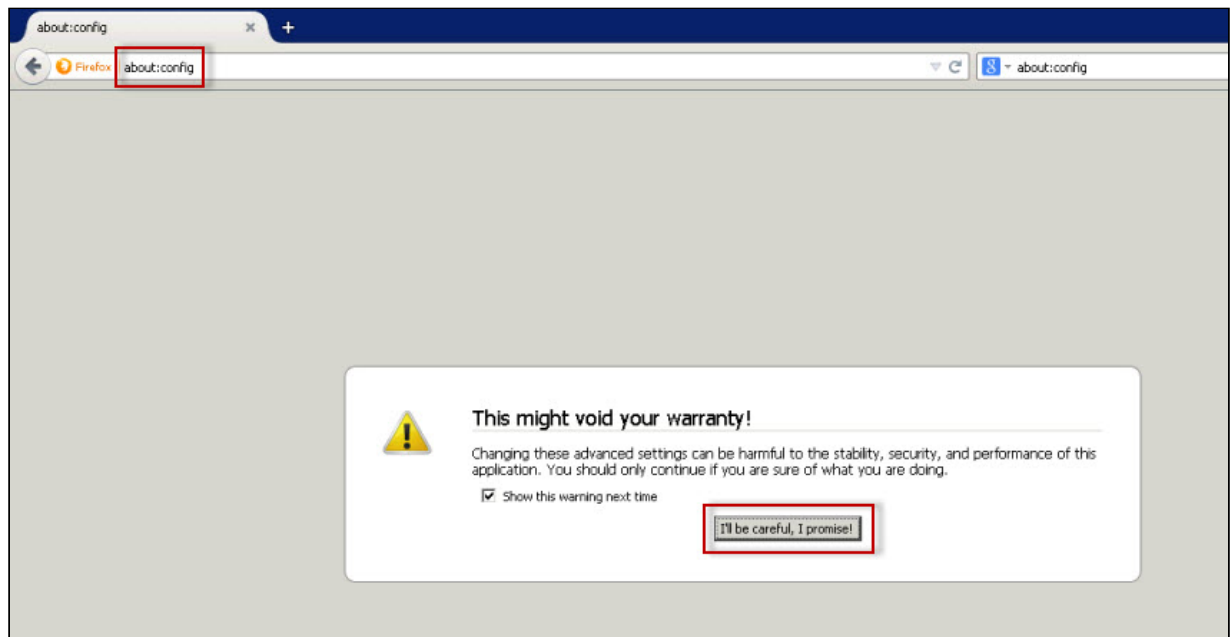 about:config
Firefox about:config
about:config
This might void your warranty!
Changing these advanced settings can be harmful to the stability, security, and performance of this
application. You should only continue if you are sure of what you are doing.
Show this warning next time
I'll be careful, I promise!